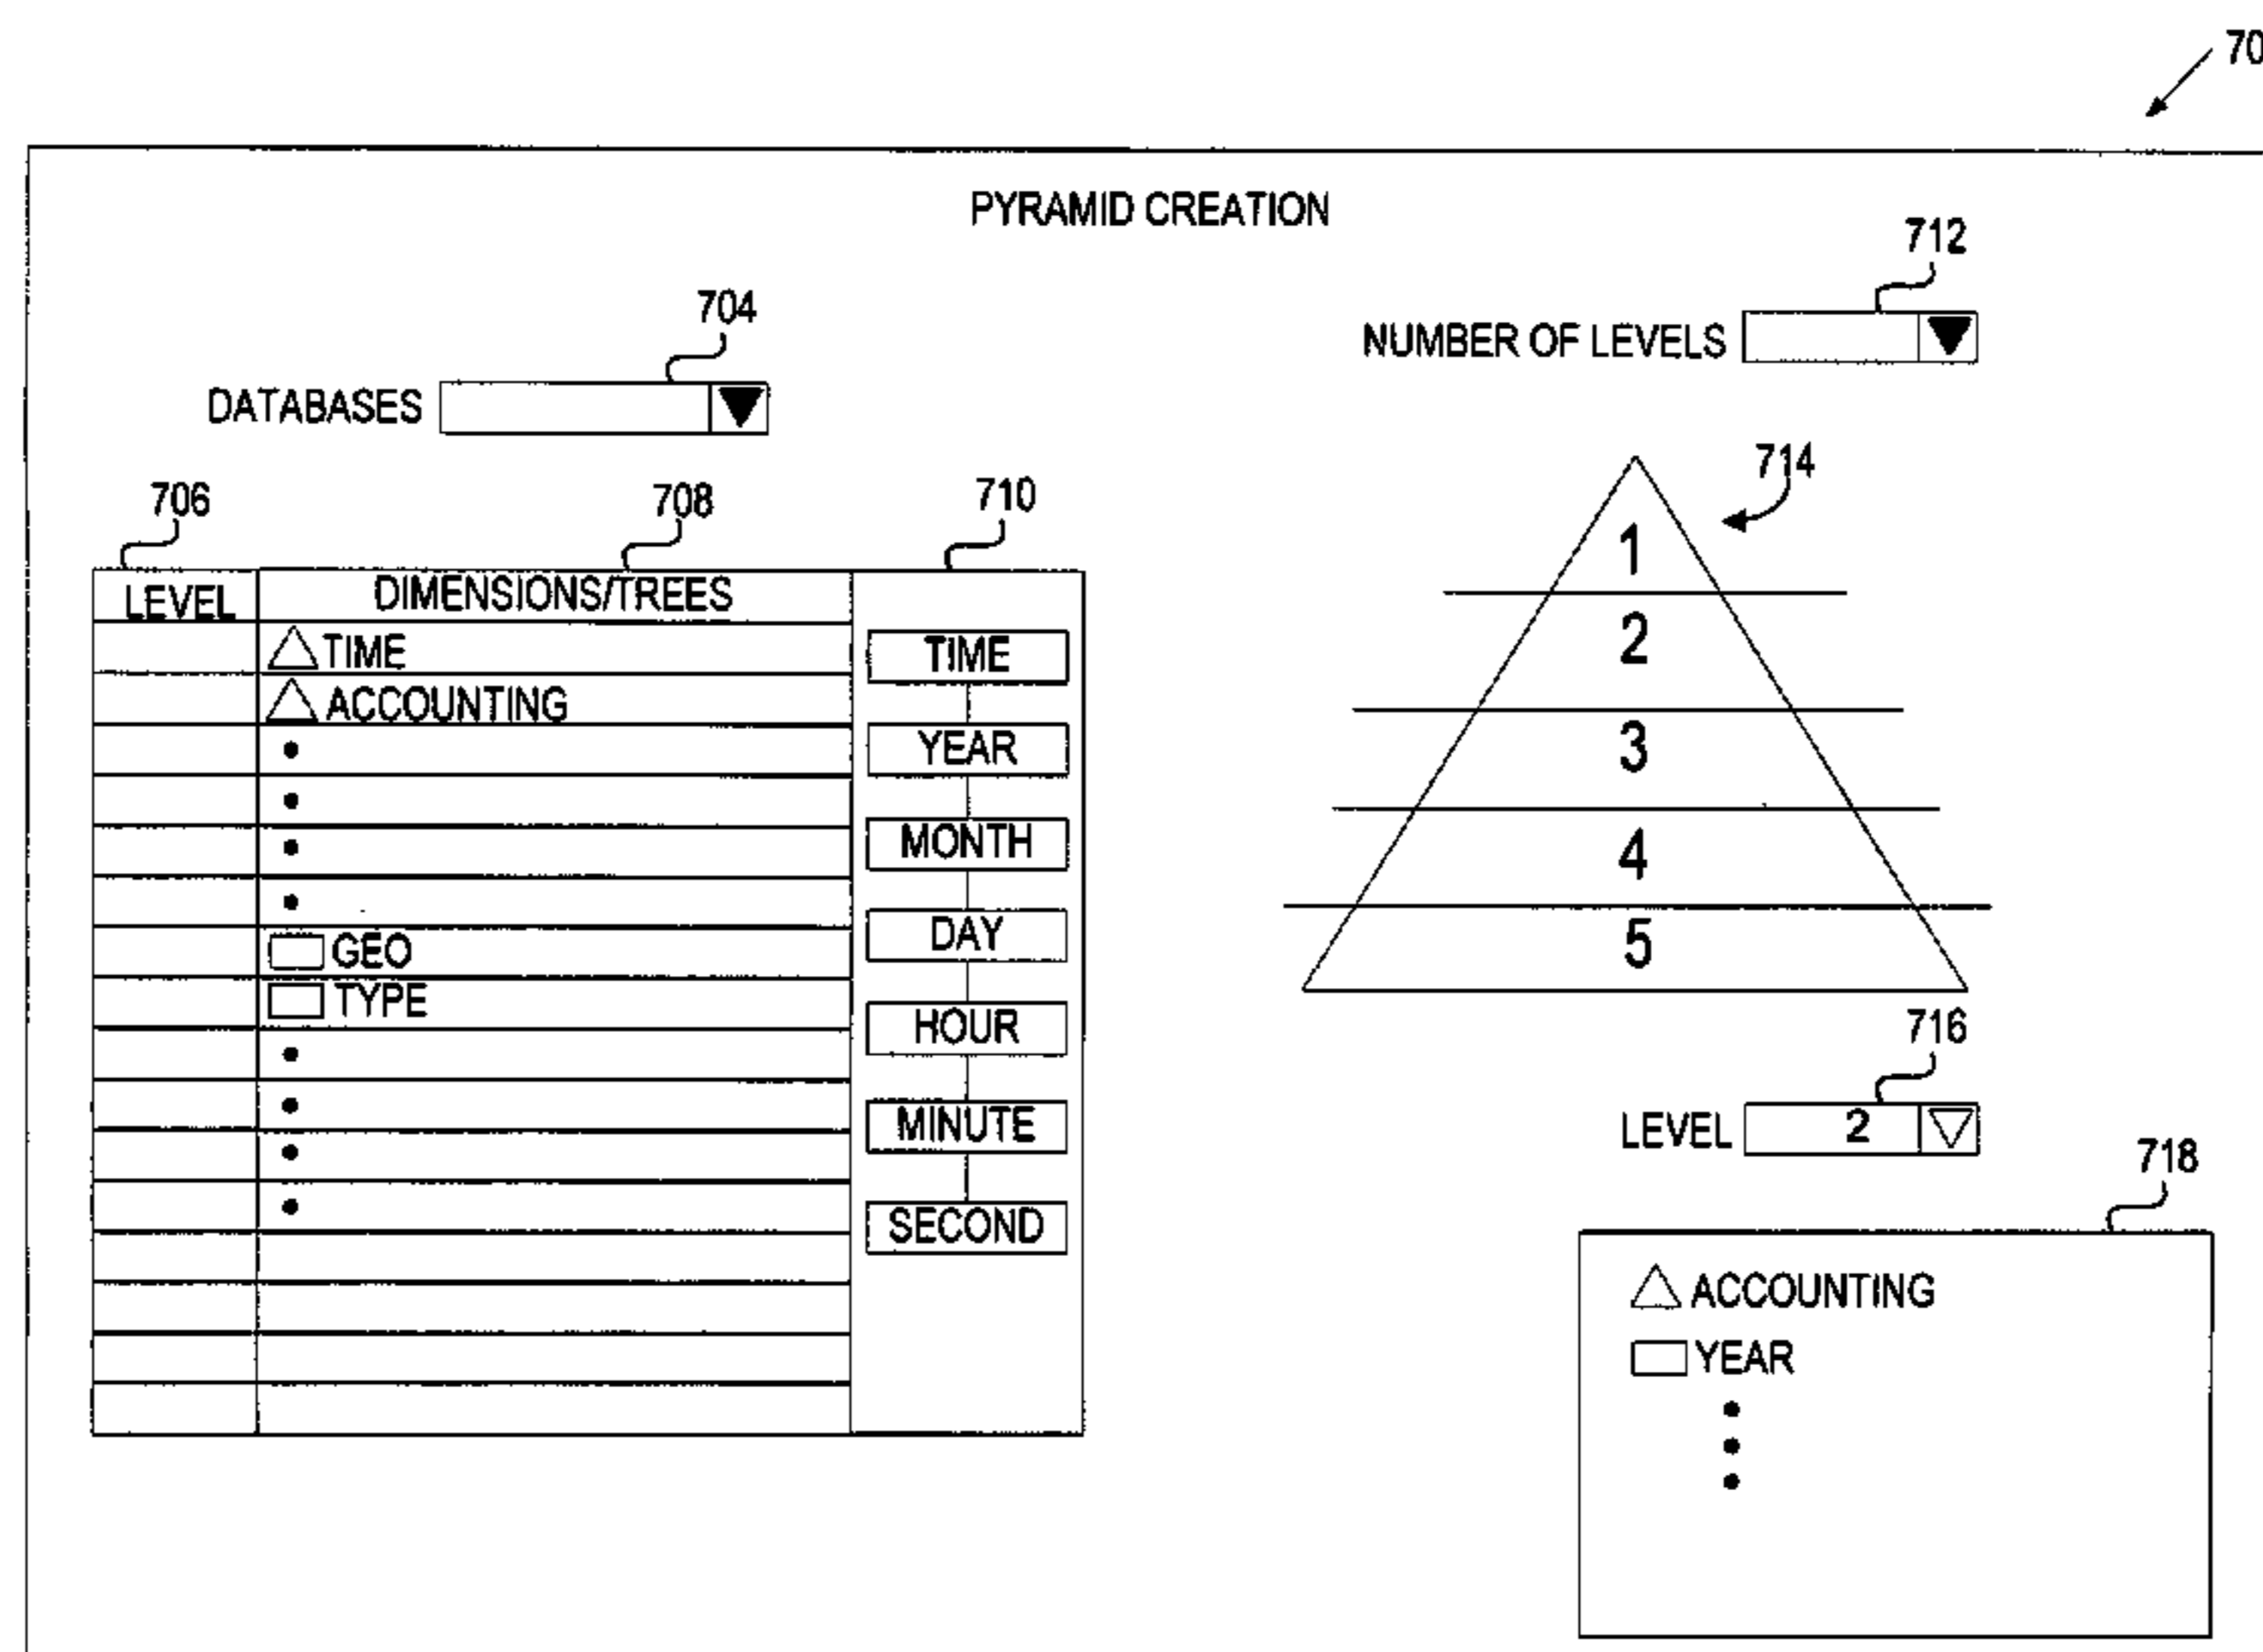 70
PYRAMID CREATION
712
704
NUMBER OF LEVELS
DATABASES
714
706
708
710
LEVEL
DIMENSIONS/TREES
TIME
ACCOUNTING
GEO
TYPE
TIME
YEAR
MONTH
DAY
HOUR
MINUTE
SECOND
1
2
3
4
5
716
LEVEL 2
718
ACCOUNTING
YEAR